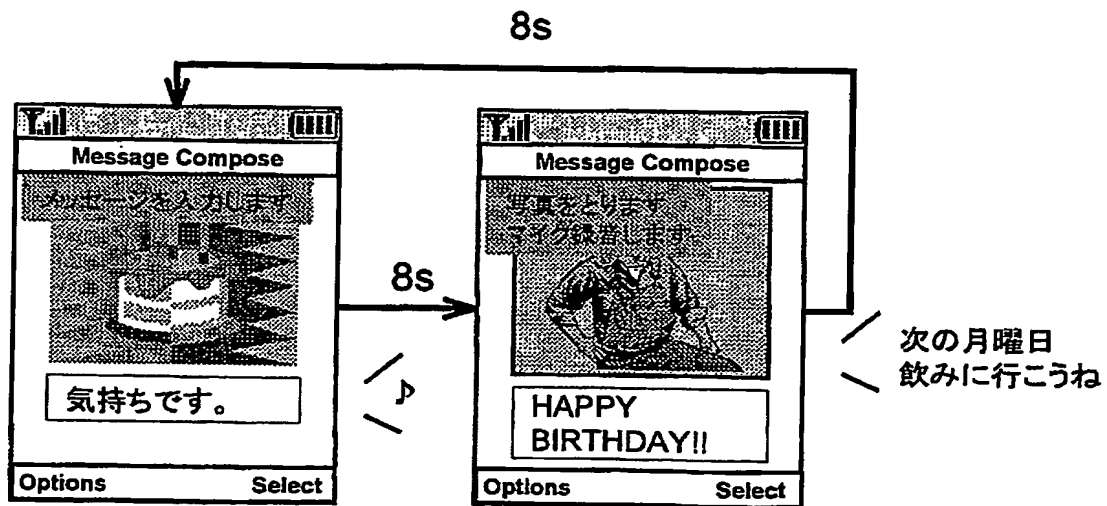 8s
Message Compose
メッセージを入力します
気持ちです。
Options Select
8s
♪
Message Compose
写真をとります
マイク録音します
HAPPY
BIRTHDAY!!
Options Select
次の月曜日
飲みに行こうね